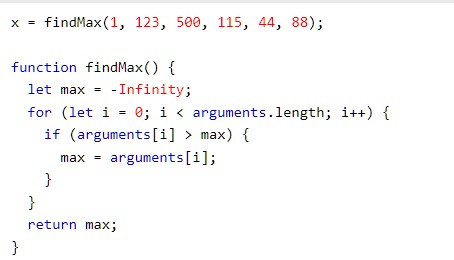 x = findMax(1, 123, 500, 115, 44, 88);

function findMax() {
  let max = -Infinity;
  for (let i = 0; i < arguments.length; i++) {
    if (arguments[i] > max) {
      max = arguments[i];
    }
  }
  return max;
}